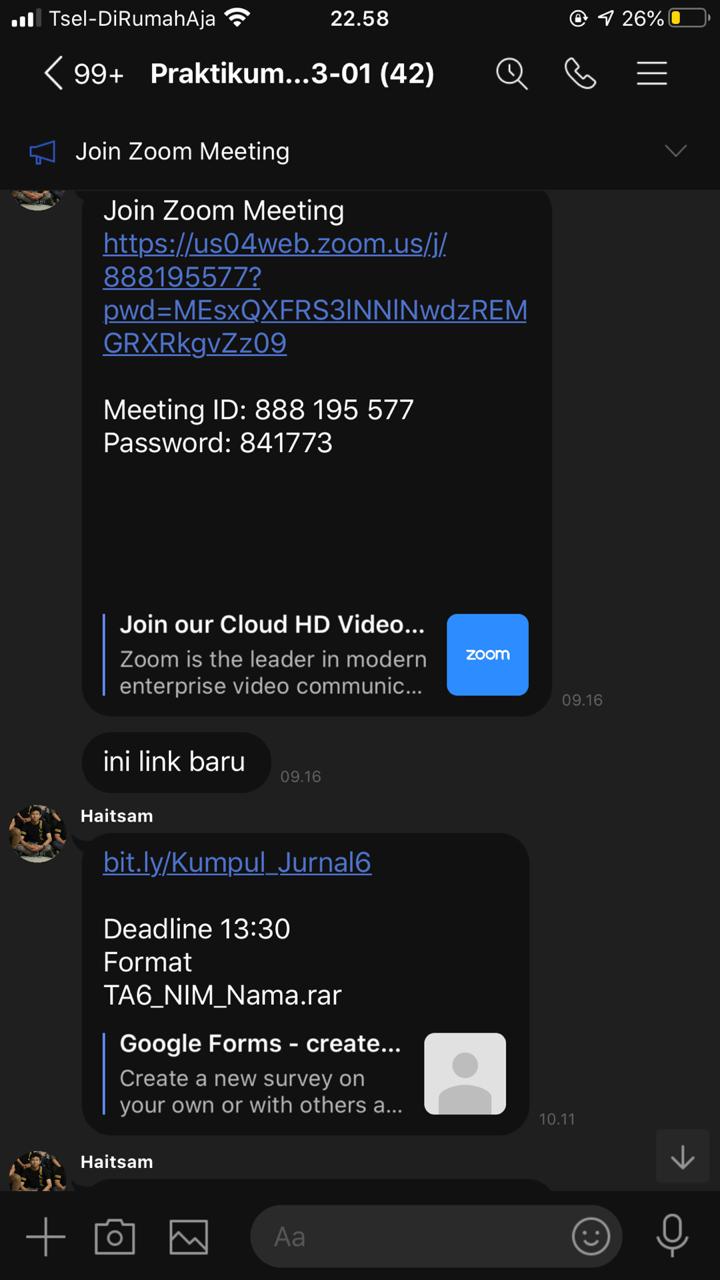 Tsel-DiRumahAja 22.58 26%
99+ Praktikum...3-01 (42)
Join Zoom Meeting
Join Zoom Meeting
https://us04web.zoom.us/j/
888195577?
pwd=MEsxQXFRS3lNNlNwdzREM
GRXRkgvZz09
Meeting ID: 888 195 577
Password: 841773
Join our Cloud HD Video...
Zoom is the leader in modern
enterprise video communic...
zoom
09.16
ini link baru
09.16
Haitsam
bit.ly/Kumpul_Jurnal6
Deadline 13:30
Format
TA6_NIM_Nama.rar
Google Forms - create...
Create a new survey on
your own or with others a...
10.11
Haitsam
Aa